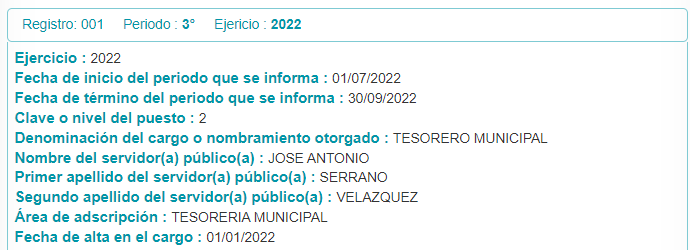 Registro: 001 Periodo : 3° Ejericio : 2022
Ejercicio : 2022
Fecha de inicio del periodo que se informa : 01/07/2022
Fecha de término del periodo que se informa : 30/09/2022
Clave o nivel del puesto : 2
Denominación del cargo o nombramiento otorgado : TESORERO MUNICIPAL
Nombre del servidor(a) público(a) : JOSE ANTONIO
Primer apellido del servidor(a) público(a) : SERRANO
Segundo apellido del servidor(a) público(a) : VELAZQUEZ
Área de adscripción : TESORERIA MUNICIPAL
Fecha de alta en el cargo : 01/01/2022